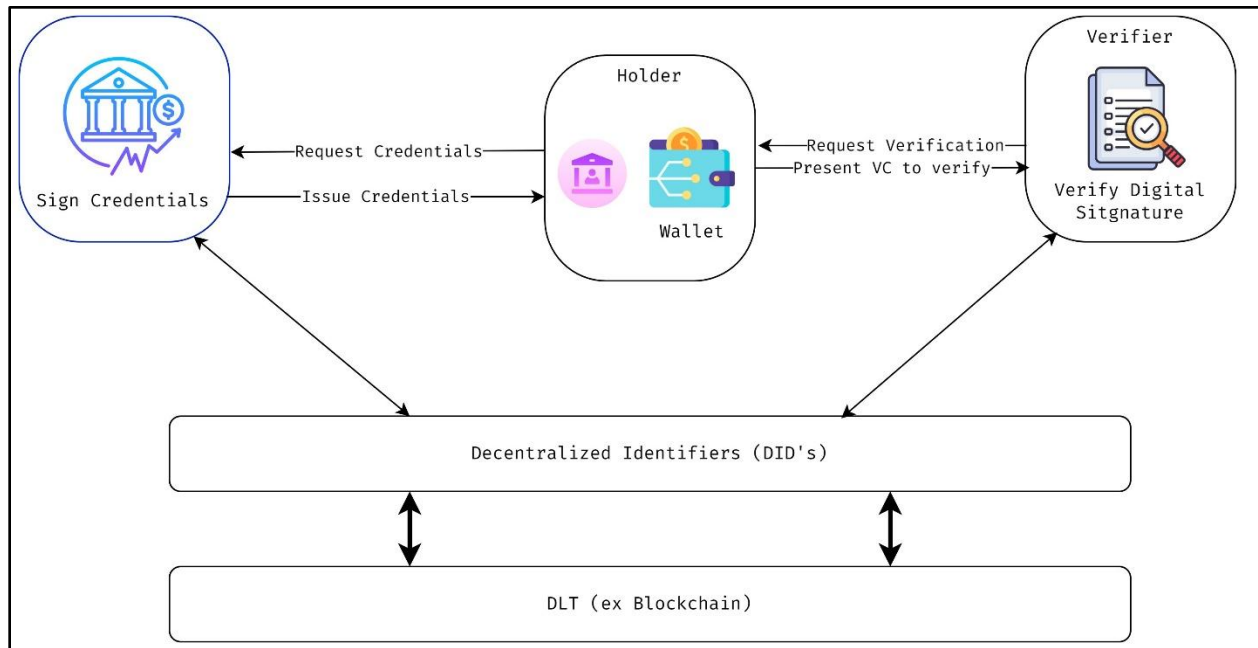 Verifier
Holder
Request Credentials
Request Verification
Present VC to verify
Sign Credentials
Issue Credentials
Verify Digital
Sitgnature
$
Wallet
Decentralized Identifiers (DID's)
DLT (ex Blockchain)